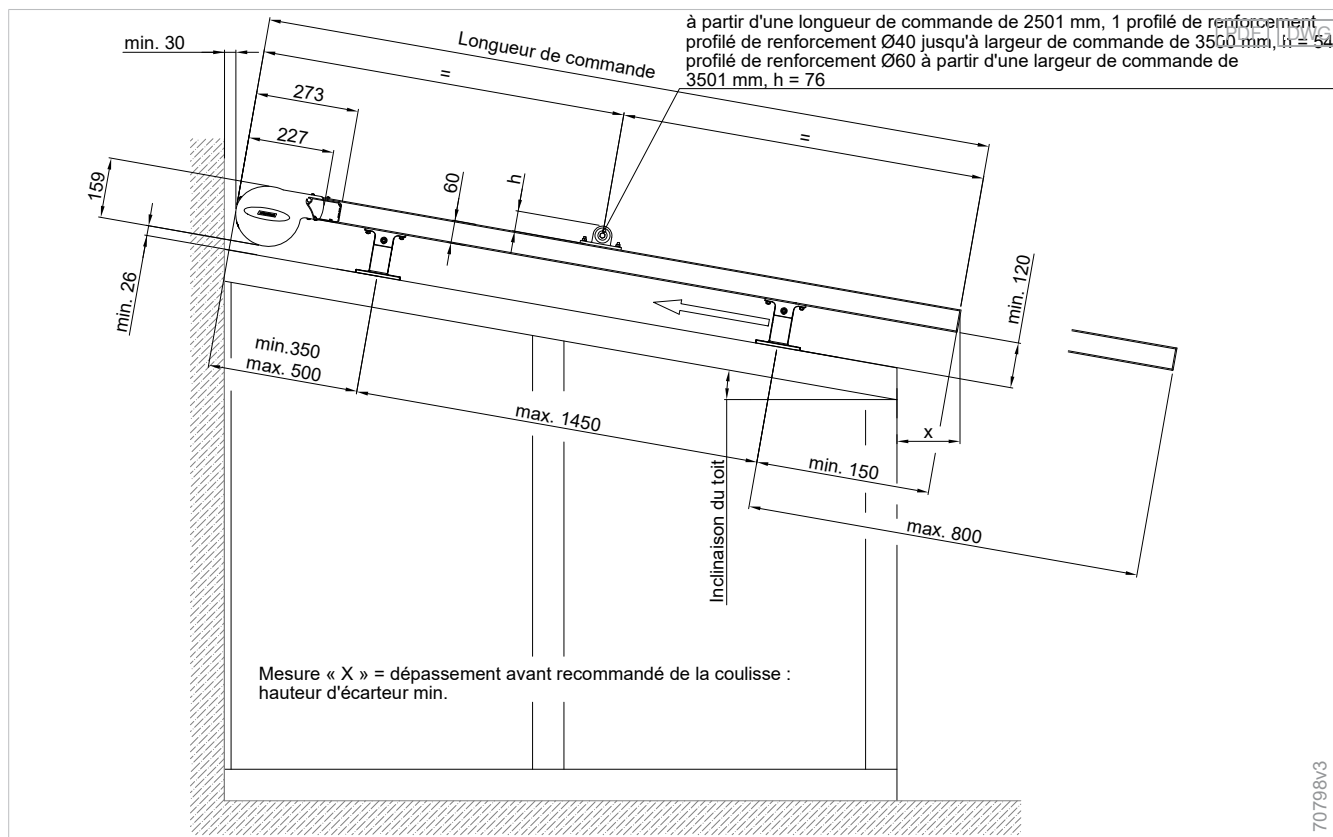 à partir d'une longueur de commande de 2501 mm, 1 profilé de renforcement
profilé de renforcement Ø40 jusqu'à largeur de commande de 3500 mm, h = 54
profilé de renforcement Ø60 à partir d'une largeur de commande de
3501 mm, h = 76
[PDF] [DWG]
min. 30
Longueur de commande
=
=
273
227
159
60
h
min. 26
min. 120
min.350
max. 500
max. 1450
x
min. 150
max. 800
Inclinaison du toit
Mesure « X » = dépassement avant recommandé de la coulisse :
hauteur d'écarteur min.
70798v3